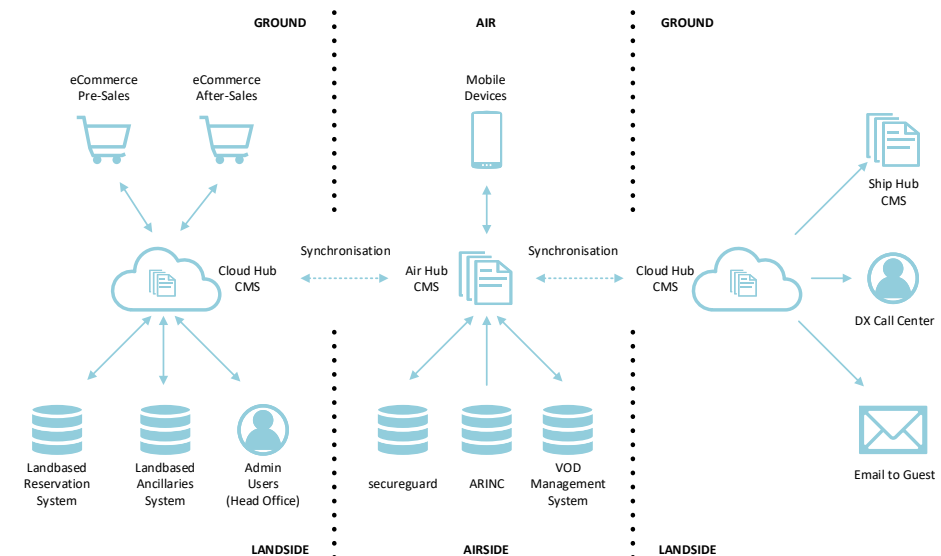 GROUND
AIR
GROUND
eCommerce
Pre-Sales
eCommerce
After-Sales
Mobile
Devices
Ship Hub
CMS
Cloud Hub
CMS
Synchronisation
Air Hub
CMS
Synchronisation
Cloud Hub
CMS
DX Call Center
Landbased
Reservation
System
Landbased
Ancillaries
System
Admin
Users
(Head Office)
secureguard
ARINC
VOD
Management
System
Email to Guest
LANDSIDE
AIRSIDE
LANDSIDE